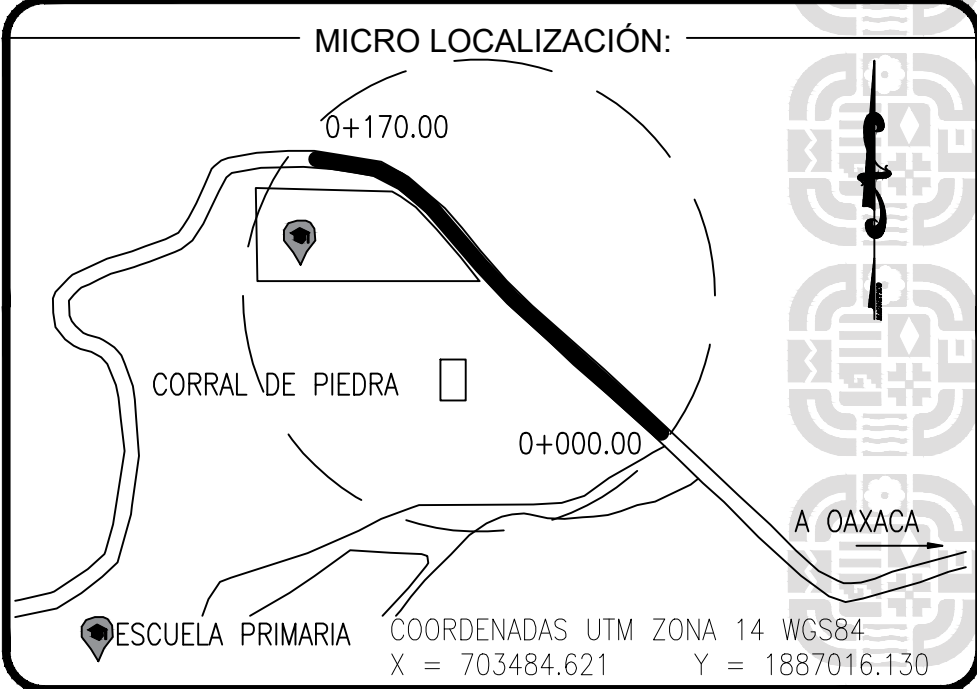 MICRO LOCALIZACIÓN:
0+170.00
CORRAL DE PIEDRA
0+000.00
A OAXACA
ESCUELA PRIMARIA
COORDENADAS UTM ZONA 14 WGS84
X = 703484.621 Y = 1887016.130